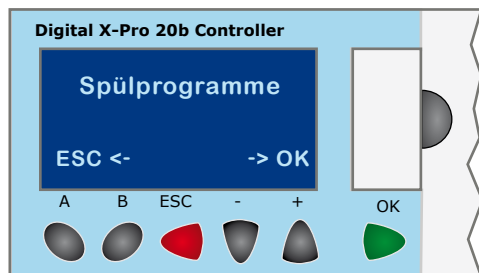 Digital X-Pro 20b Controller
Spülprogramme
ESC <- -> OK
A B ESC - + OK